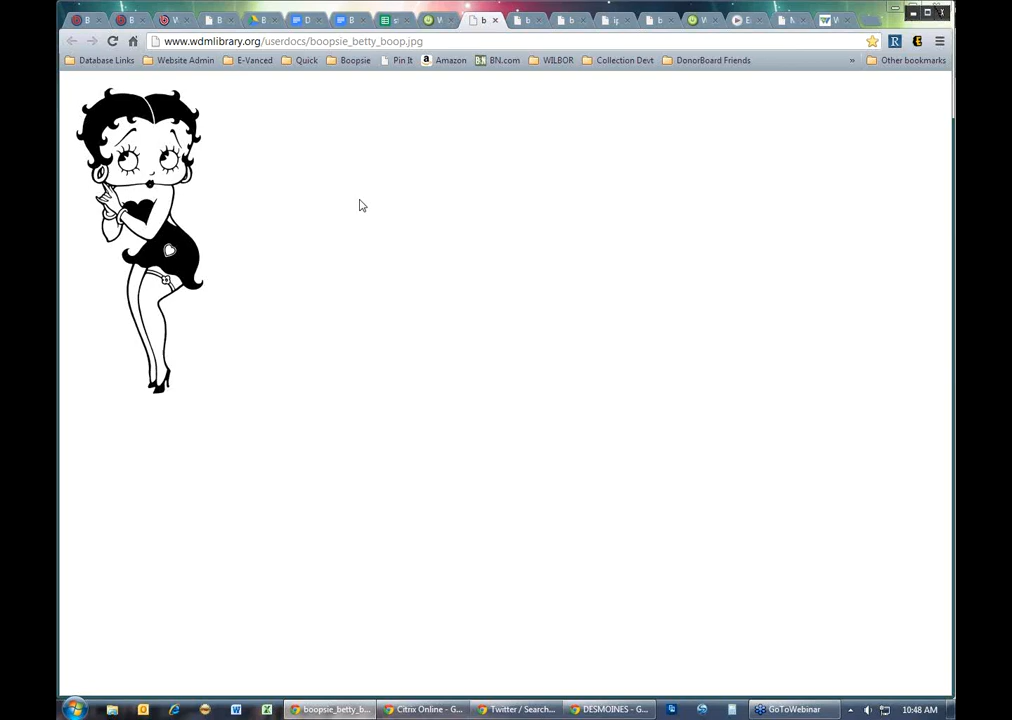 B
B
W
B
D
B
s
W
b
b
b
ip
b
W
E
N
W
www.wdmlibrary.org/userdocs/boopsie_betty_boop.jpg
Database Links Website Admin E-Vanced Quick Boopsie Pin It Amazon BN.com WILBOR Collection Devt DonorBoard Friends » Other bookmarks
boopsie_betty_b... Citrix Online - G... Twitter / Search... DESMOINES - G... GoToWebinar 10:48 AM